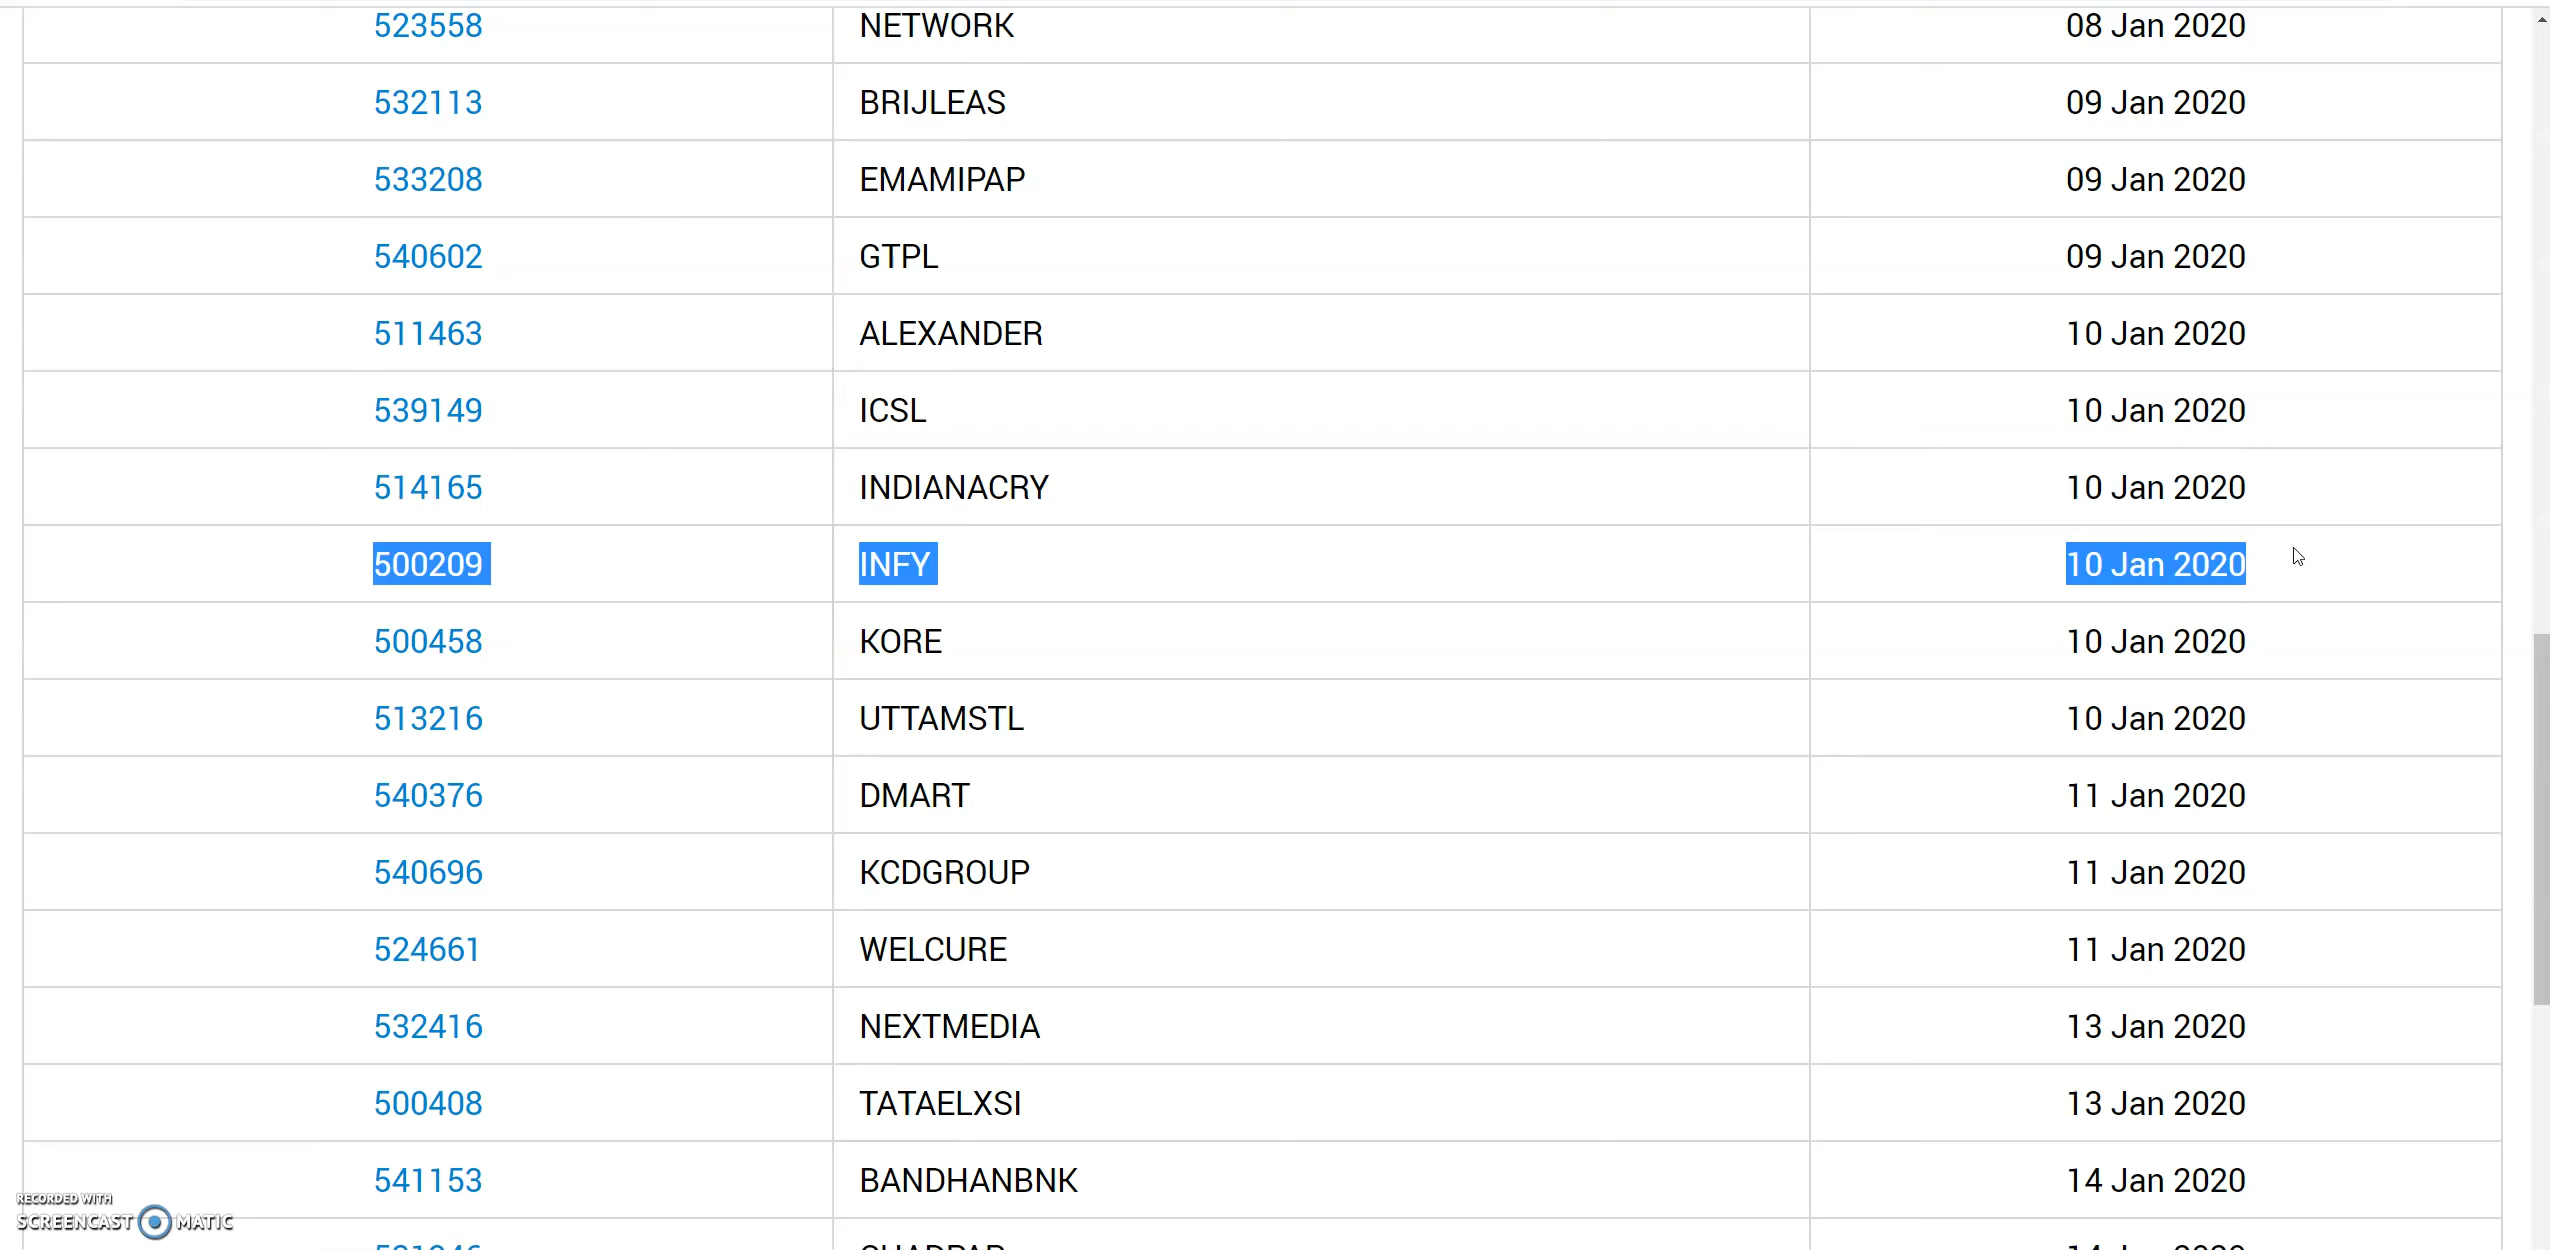 523558 NETWORK 08 Jan 2020
532113 BRIJLEAS 09 Jan 2020
533208 EMAMIPAP 09 Jan 2020
540602 GTPL 09 Jan 2020
511463 ALEXANDER 10 Jan 2020
539149 ICSL 10 Jan 2020
514165 INDIANACRY 10 Jan 2020
500209 INFY 10 Jan 2020
500458 KORE 10 Jan 2020
513216 UTTAMSTL 10 Jan 2020
540376 DMART 11 Jan 2020
540696 KCDGROUP 11 Jan 2020
524661 WELCURE 11 Jan 2020
532416 NEXTMEDIA 13 Jan 2020
500408 TATAELXSI 13 Jan 2020
541153 BANDHANBNK 14 Jan 2020
RECORDED WITH
SCREENCAST MATIC